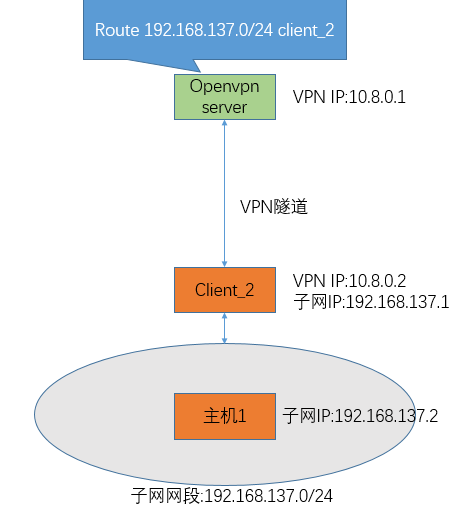 Route 192.168.137.0/24 client_2
Openvpn
server
VPN IP:10.8.0.1
VPN隧道
Client_2
VPN IP:10.8.0.2
子网IP:192.168.137.1
主机1
子网IP:192.168.137.2
子网网段:192.168.137.0/24